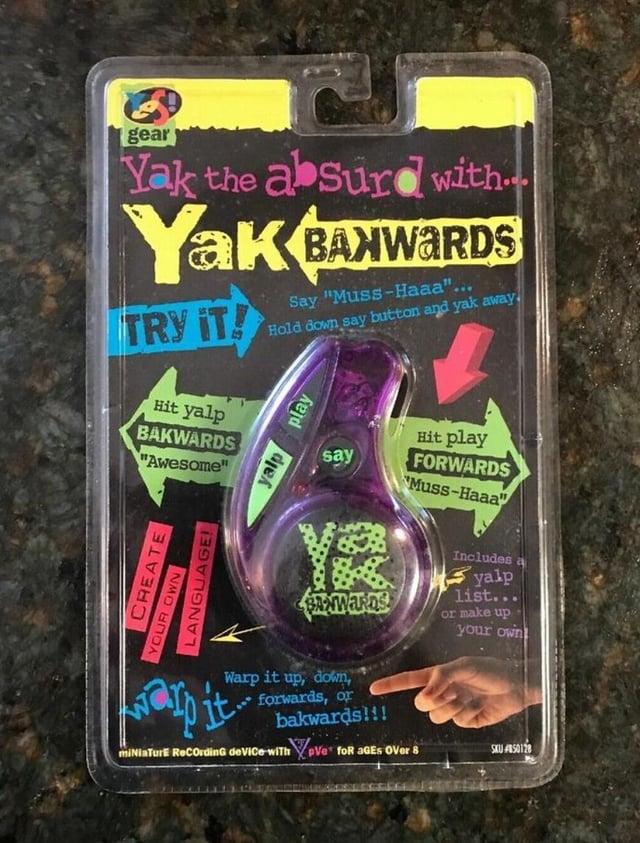 YES!
gear
Yak the absurd with...
YaK BAKWaRDS
TRY iT!
Say "Muss-Haaa"...
Hold down say button and yak away.
Hit yalp
BAKWARDS
"Awesome"
play
yalp
say
Hit play
FORWARDS
"Muss-Haaa"
Yak
BAKWaRDS
CREATE
YOUR OWN
LANGUAGE!
Includes a
yalp
list...
or make up
your own!
warp it...
Warp it up, down,
forwards, or
bakwards!!!
miNiaTurE ReCOrdinG deVICe wiTh pVe foR aGEs OVer 8
SKU #850128